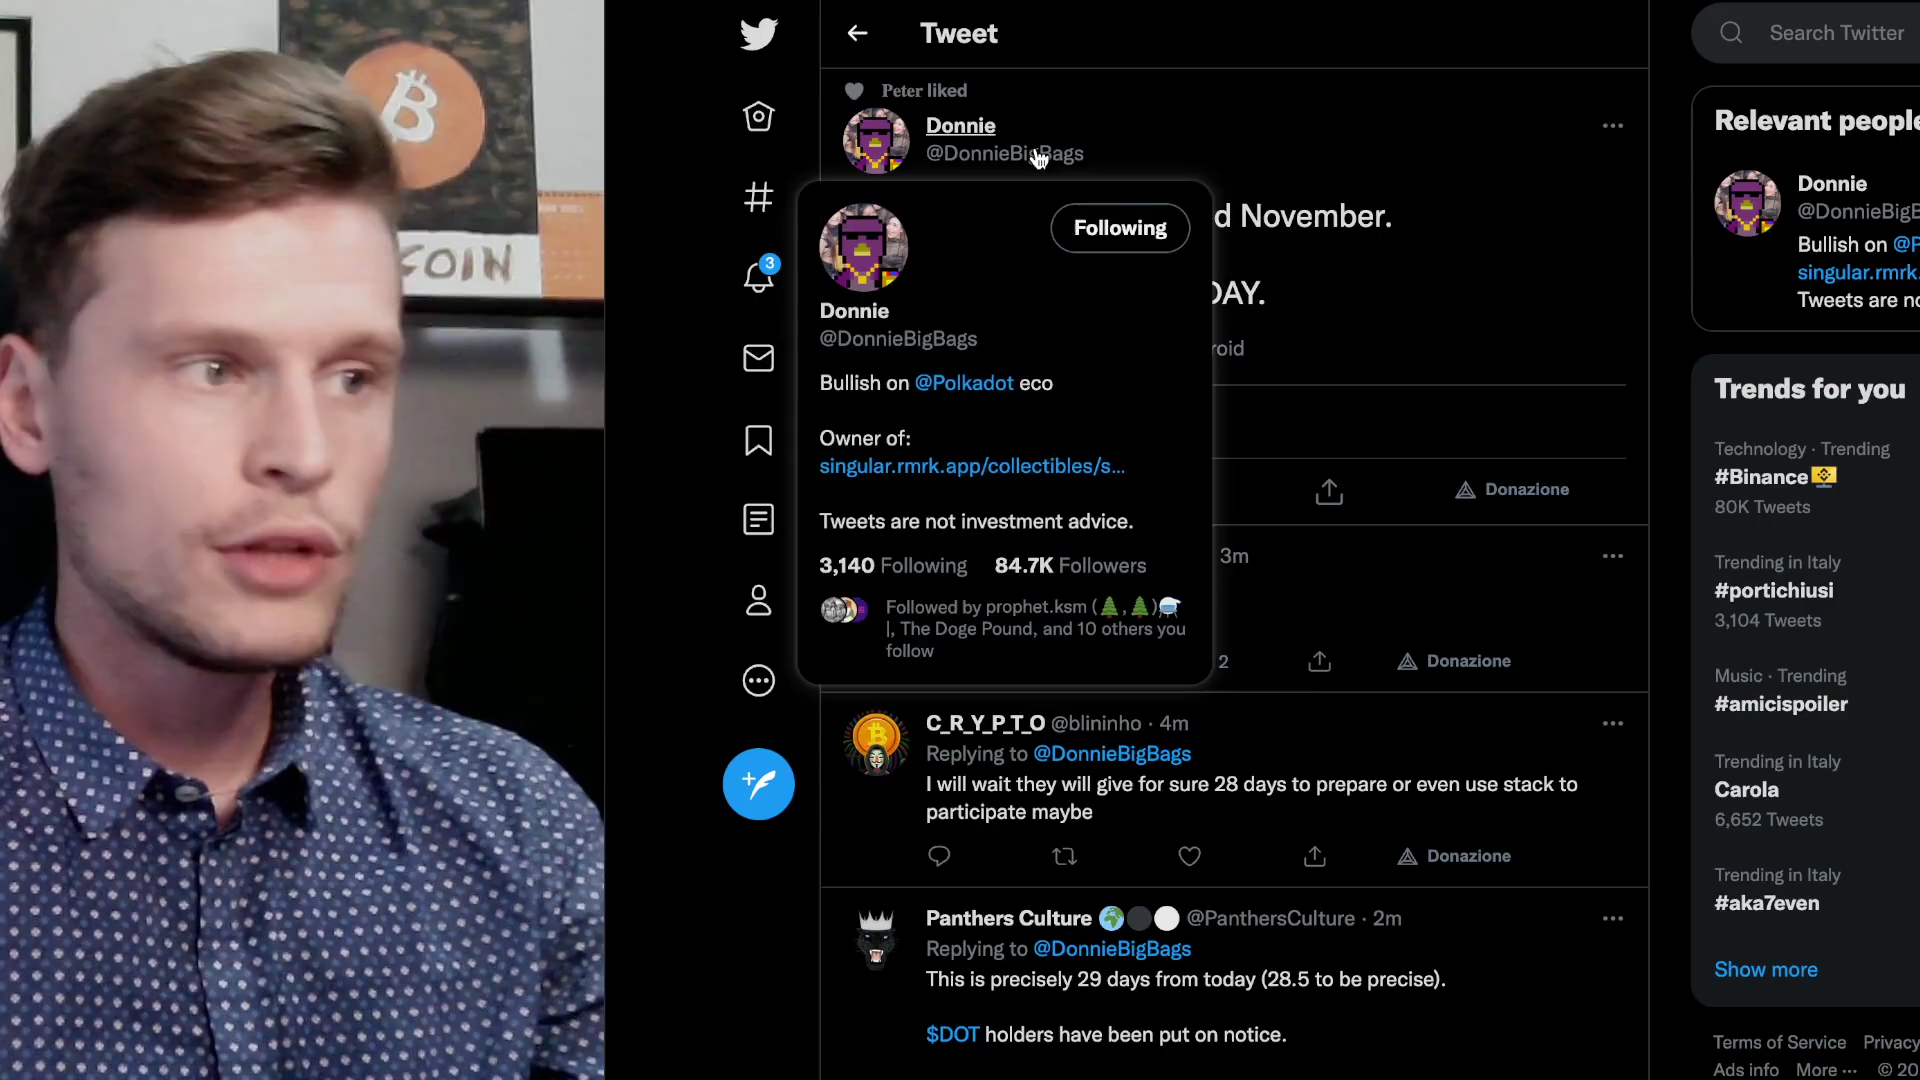 COIN
Tweet
Search Twitter
Peter liked
Donnie
@DonnieBigBags
d November.
DAY.
roid
Following
Donnie
@DonnieBigBags
Bullish on @Polkadot eco
Owner of:
singular.rmrk.app/collectibles/s...
Tweets are not investment advice.
3,140 Following 84.7K Followers
Followed by prophet.ksm (🌲,🌲)⚗️
|, The Doge Pound, and 10 others you
follow
3
Donazione
3m
2
Donazione
C_R_Y_P_T_O @blininho · 4m
Replying to @DonnieBigBags
I will wait they will give for sure 28 days to prepare or even use stack to
participate maybe
Donazione
Panthers Culture 🌍⚫⚪ @PanthersCulture · 2m
Replying to @DonnieBigBags
This is precisely 29 days from today (28.5 to be precise).
$DOT holders have been put on notice.
Relevant people
Donnie
@DonnieBigB
Bullish on @P
singular.rmrk.
Tweets are no
Trends for you
Technology · Trending
#Binance
80K Tweets
Trending in Italy
#portichiusi
3,104 Tweets
Music · Trending
#amicispoiler
Trending in Italy
Carola
6,652 Tweets
Trending in Italy
#aka7even
Show more
Terms of Service Privacy
Ads info More ··· © 20